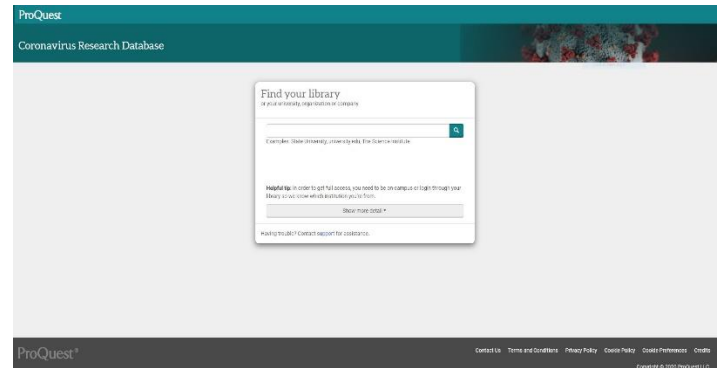 ProQuest
Coronavirus Research Database
Find your library
or your university, organization or company
Examples: State University, university.edu, The Science Institute
Helpful tip: In order to get full access, you need to be on campus or login through your
library so we know which institution you're from.
Show more detail
Having trouble? Contact support for assistance.
ProQuest®
Contact Us Terms and Conditions Privacy Policy Cookie Policy Cookie Preferences Credits
Copyright © 2020 ProQuest LLC.